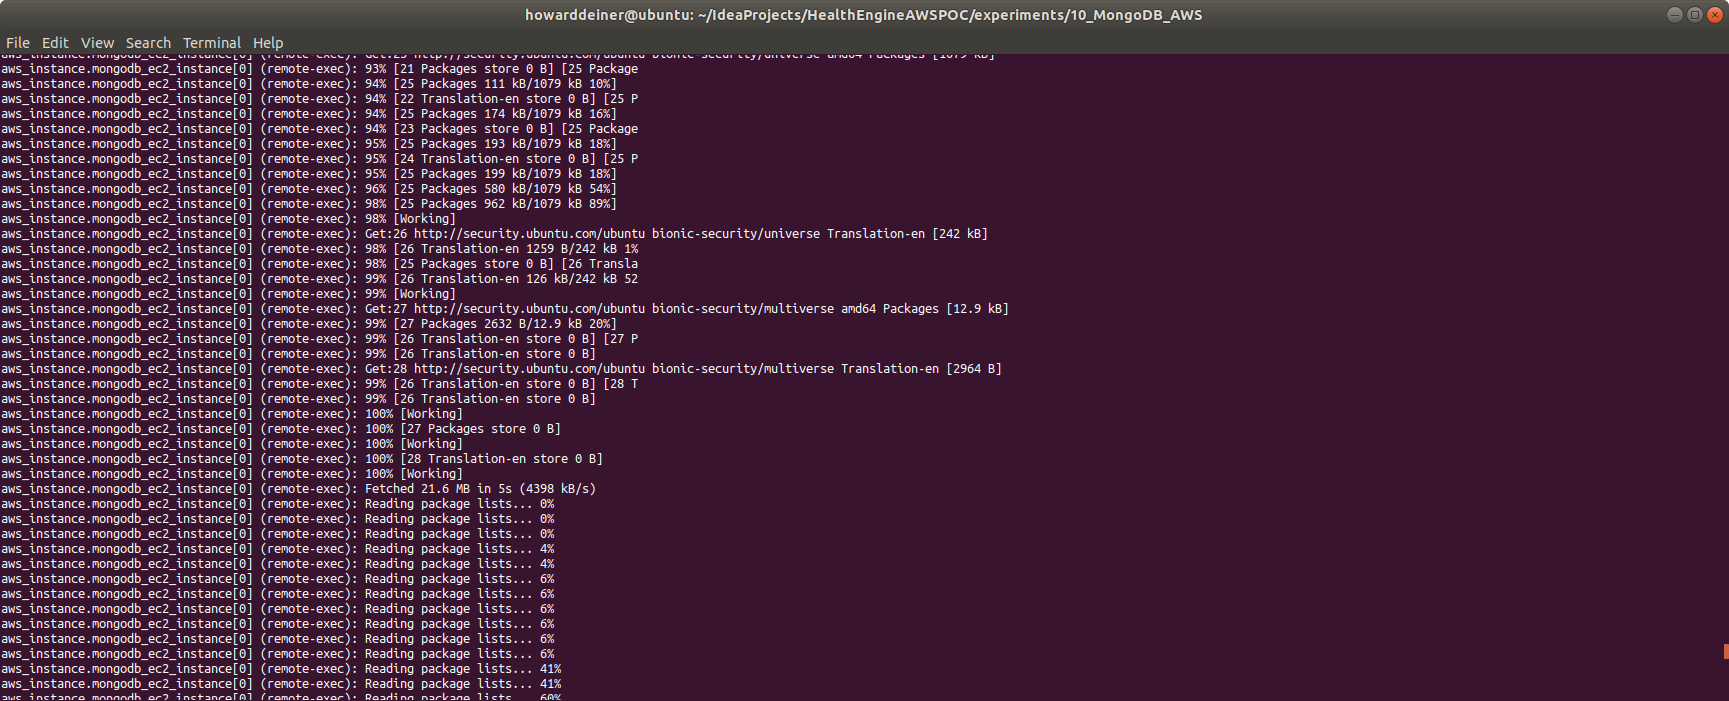 howarddeiner@ubuntu: ~/IdeaProjects/HealthEngineAWSPOC/experiments/10_MongoDB_AWS
File Edit View Search Terminal Help
aws_instance.mongodb_ec2_instance[0] (remote-exec): Get:25 http://security.ubuntu.com/ubuntu bionic-security/universe amd64 Packages [1079 kB]
aws_instance.mongodb_ec2_instance[0] (remote-exec): 93% [21 Packages store 0 B] [25 Package
aws_instance.mongodb_ec2_instance[0] (remote-exec): 94% [25 Packages 111 kB/1079 kB 10%]
aws_instance.mongodb_ec2_instance[0] (remote-exec): 94% [22 Translation-en store 0 B] [25 P
aws_instance.mongodb_ec2_instance[0] (remote-exec): 94% [25 Packages 174 kB/1079 kB 16%]
aws_instance.mongodb_ec2_instance[0] (remote-exec): 94% [23 Packages store 0 B] [25 Package
aws_instance.mongodb_ec2_instance[0] (remote-exec): 95% [25 Packages 193 kB/1079 kB 18%]
aws_instance.mongodb_ec2_instance[0] (remote-exec): 95% [24 Translation-en store 0 B] [25 P
aws_instance.mongodb_ec2_instance[0] (remote-exec): 95% [25 Packages 199 kB/1079 kB 18%]
aws_instance.mongodb_ec2_instance[0] (remote-exec): 96% [25 Packages 580 kB/1079 kB 54%]
aws_instance.mongodb_ec2_instance[0] (remote-exec): 98% [25 Packages 962 kB/1079 kB 89%]
aws_instance.mongodb_ec2_instance[0] (remote-exec): 98% [Working]
aws_instance.mongodb_ec2_instance[0] (remote-exec): Get:26 http://security.ubuntu.com/ubuntu bionic-security/universe Translation-en [242 kB]
aws_instance.mongodb_ec2_instance[0] (remote-exec): 98% [26 Translation-en 1259 B/242 kB 1%
aws_instance.mongodb_ec2_instance[0] (remote-exec): 98% [25 Packages store 0 B] [26 Transla
aws_instance.mongodb_ec2_instance[0] (remote-exec): 99% [26 Translation-en 126 kB/242 kB 52
aws_instance.mongodb_ec2_instance[0] (remote-exec): 99% [Working]
aws_instance.mongodb_ec2_instance[0] (remote-exec): Get:27 http://security.ubuntu.com/ubuntu bionic-security/multiverse amd64 Packages [12.9 kB]
aws_instance.mongodb_ec2_instance[0] (remote-exec): 99% [27 Packages 2632 B/12.9 kB 20%]
aws_instance.mongodb_ec2_instance[0] (remote-exec): 99% [26 Translation-en store 0 B] [27 P
aws_instance.mongodb_ec2_instance[0] (remote-exec): 99% [26 Translation-en store 0 B]
aws_instance.mongodb_ec2_instance[0] (remote-exec): Get:28 http://security.ubuntu.com/ubuntu bionic-security/multiverse Translation-en [2964 B]
aws_instance.mongodb_ec2_instance[0] (remote-exec): 99% [26 Translation-en store 0 B] [28 T
aws_instance.mongodb_ec2_instance[0] (remote-exec): 99% [26 Translation-en store 0 B]
aws_instance.mongodb_ec2_instance[0] (remote-exec): 100% [Working]
aws_instance.mongodb_ec2_instance[0] (remote-exec): 100% [27 Packages store 0 B]
aws_instance.mongodb_ec2_instance[0] (remote-exec): 100% [Working]
aws_instance.mongodb_ec2_instance[0] (remote-exec): 100% [28 Translation-en store 0 B]
aws_instance.mongodb_ec2_instance[0] (remote-exec): 100% [Working]
aws_instance.mongodb_ec2_instance[0] (remote-exec): Fetched 21.6 MB in 5s (4398 kB/s)
aws_instance.mongodb_ec2_instance[0] (remote-exec): Reading package lists... 0%
aws_instance.mongodb_ec2_instance[0] (remote-exec): Reading package lists... 0%
aws_instance.mongodb_ec2_instance[0] (remote-exec): Reading package lists... 0%
aws_instance.mongodb_ec2_instance[0] (remote-exec): Reading package lists... 4%
aws_instance.mongodb_ec2_instance[0] (remote-exec): Reading package lists... 4%
aws_instance.mongodb_ec2_instance[0] (remote-exec): Reading package lists... 6%
aws_instance.mongodb_ec2_instance[0] (remote-exec): Reading package lists... 6%
aws_instance.mongodb_ec2_instance[0] (remote-exec): Reading package lists... 6%
aws_instance.mongodb_ec2_instance[0] (remote-exec): Reading package lists... 6%
aws_instance.mongodb_ec2_instance[0] (remote-exec): Reading package lists... 6%
aws_instance.mongodb_ec2_instance[0] (remote-exec): Reading package lists... 6%
aws_instance.mongodb_ec2_instance[0] (remote-exec): Reading package lists... 41%
aws_instance.mongodb_ec2_instance[0] (remote-exec): Reading package lists... 41%
aws_instance.mongodb_ec2_instance[0] (remote-exec): Reading package lists... 60%